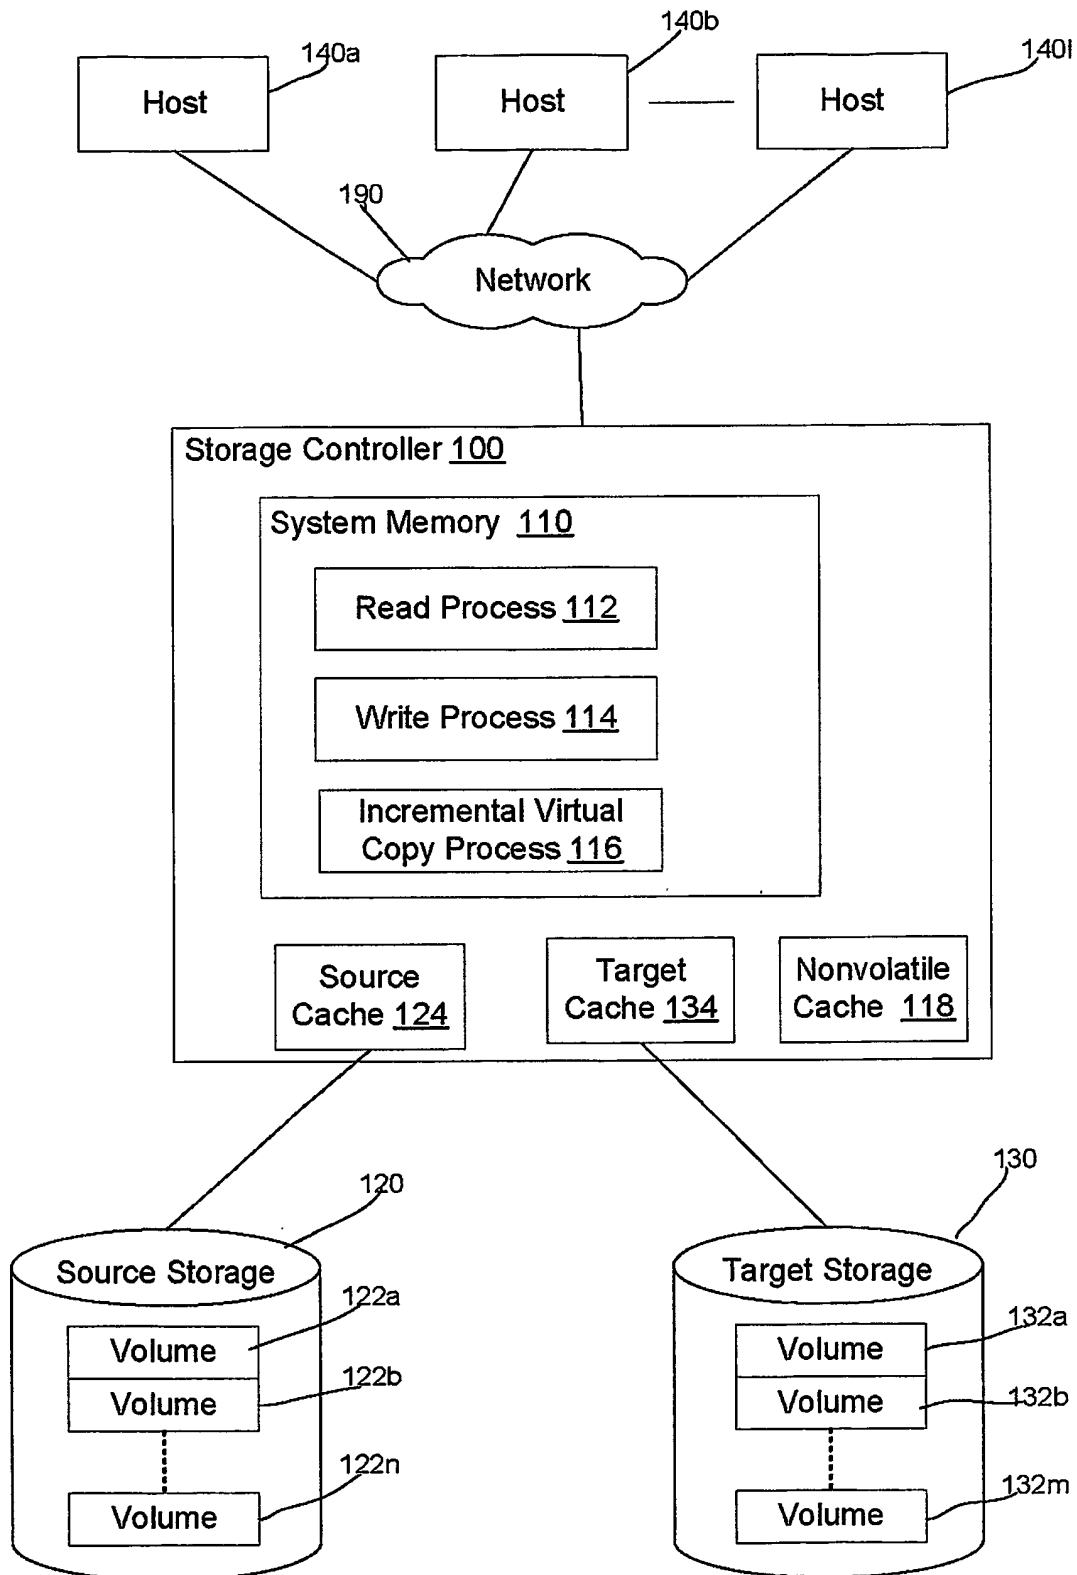 140a
140b
140l
Host
Host
Host
190
Network
Storage Controller 100
System Memory 110
Read Process 112
Write Process 114
Incremental Virtual
Copy Process 116
Source
Cache 124
Target
Cache 134
Nonvolatile
Cache 118
120
130
Source Storage
Target Storage
122a
Volume
122b
Volume
122n
Volume
132a
Volume
132b
Volume
132m
Volume